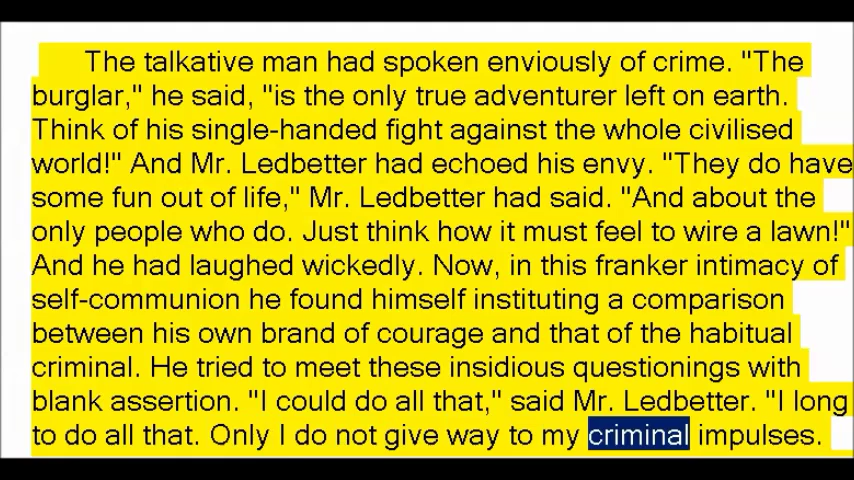 The talkative man had spoken enviously of crime. "The
burglar," he said, "is the only true adventurer left on earth.
Think of his single-handed fight against the whole civilised
world!" And Mr. Ledbetter had echoed his envy. "They do have
some fun out of life," Mr. Ledbetter had said. "And about the
only people who do. Just think how it must feel to wire a lawn!"
And he had laughed wickedly. Now, in this franker intimacy of
self-communion he found himself instituting a comparison
between his own brand of courage and that of the habitual
criminal. He tried to meet these insidious questionings with
blank assertion. "I could do all that," said Mr. Ledbetter. "I long
to do all that. Only I do not give way to my criminal impulses.